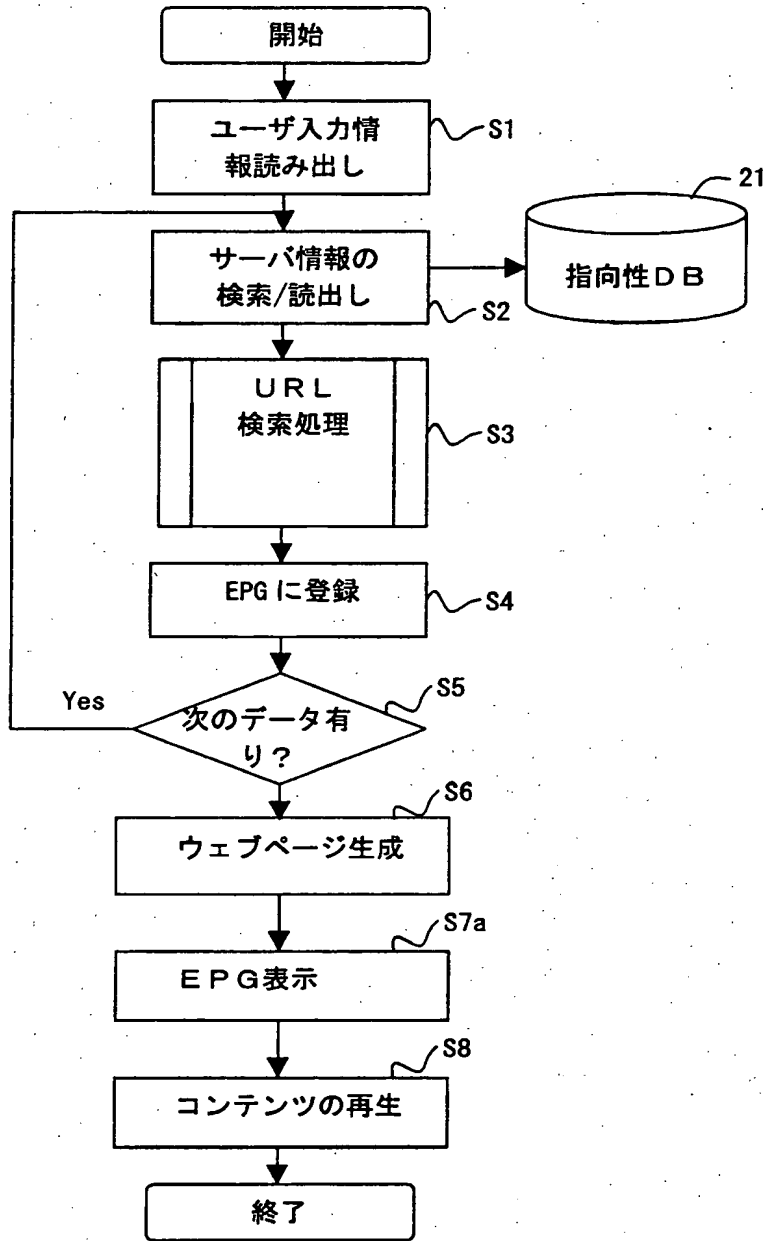 開始
ユーザ入力情
報読み出し
S1
サーバ情報の
検索/読出し
S2
21
指向性DB
URL
検索処理
S3
EPGに登録
S4
Yes
次のデータ有
り?
S5
S6
ウェブページ生成
S7a
EPG表示
S8
コンテンツの再生
終了